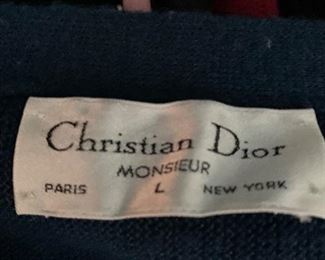 Christian Dior
MONSIEUR
PARIS L NEW YORK